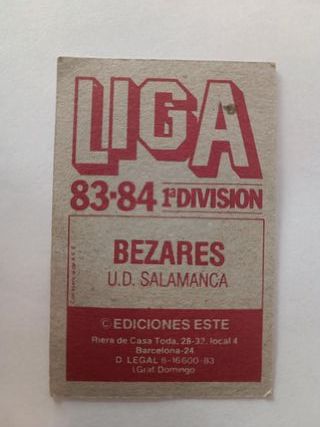 LIGA
83-84 1ª DIVISION
BEZARES
U.D. SALAMANCA
© EDICIONES ESTE
Riera de Casa Toda, 26-32, local 4
Barcelona-24
D. LEGAL B-16600-83
I.Graf. Domingo